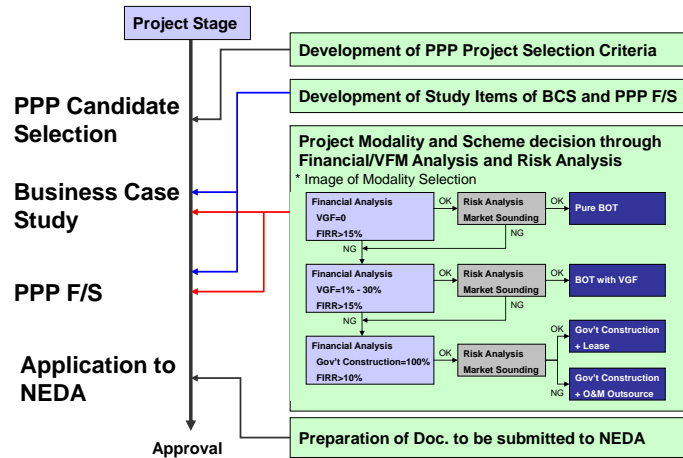 Project Stage
Development of PPP Project Selection Criteria
PPP Candidate
Selection
Development of Study Items of BCS and PPP F/S
Project Modality and Scheme decision through
Financial/VFM Analysis and Risk Analysis
* Image of Modality Selection
Business Case
Study
Financial Analysis
VGF=0
FIRR>15%
OK
Risk Analysis
Market Sounding
OK
Pure BOT
NG
NG
PPP F/S
Financial Analysis
VGF=1% - 30%
FIRR>15%
OK
Risk Analysis
Market Sounding
OK
BOT with VGF
NG
NG
Application to
NEDA
Financial Analysis
Gov't Construction=100%
FIRR>10%
OK
Risk Analysis
Market Sounding
OK
Gov't Construction
+ Lease
NG
Gov't Construction
+ O&M Outsource
Preparation of Doc. to be submitted to NEDA
Approval